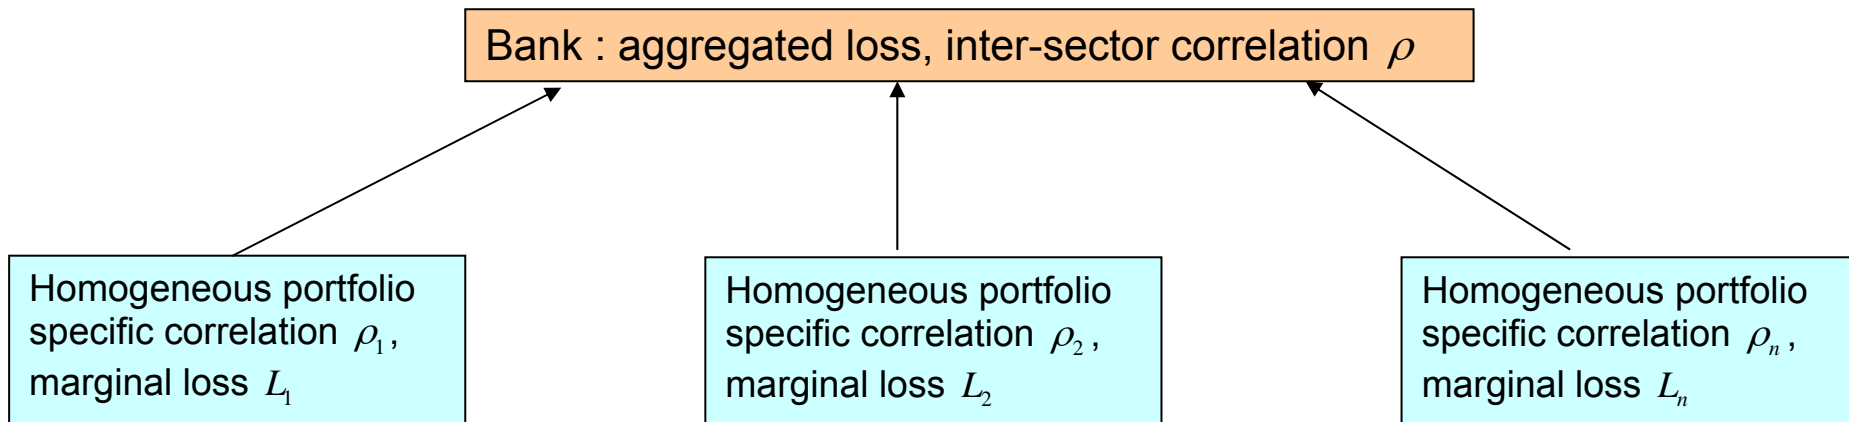 Bank : aggregated loss, inter-sector correlation ρ
Homogeneous portfolio
specific correlation ρ₁,
marginal loss L₁
Homogeneous portfolio
specific correlation ρ₂,
marginal loss L₂
Homogeneous portfolio
specific correlation ρₙ,
marginal loss Lₙ